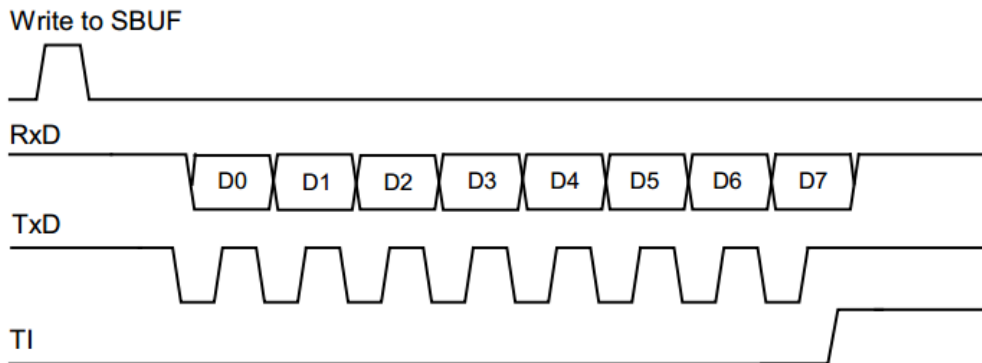 Write to SBUF
RxD
D0 D1 D2 D3 D4 D5 D6 D7
TxD
TI